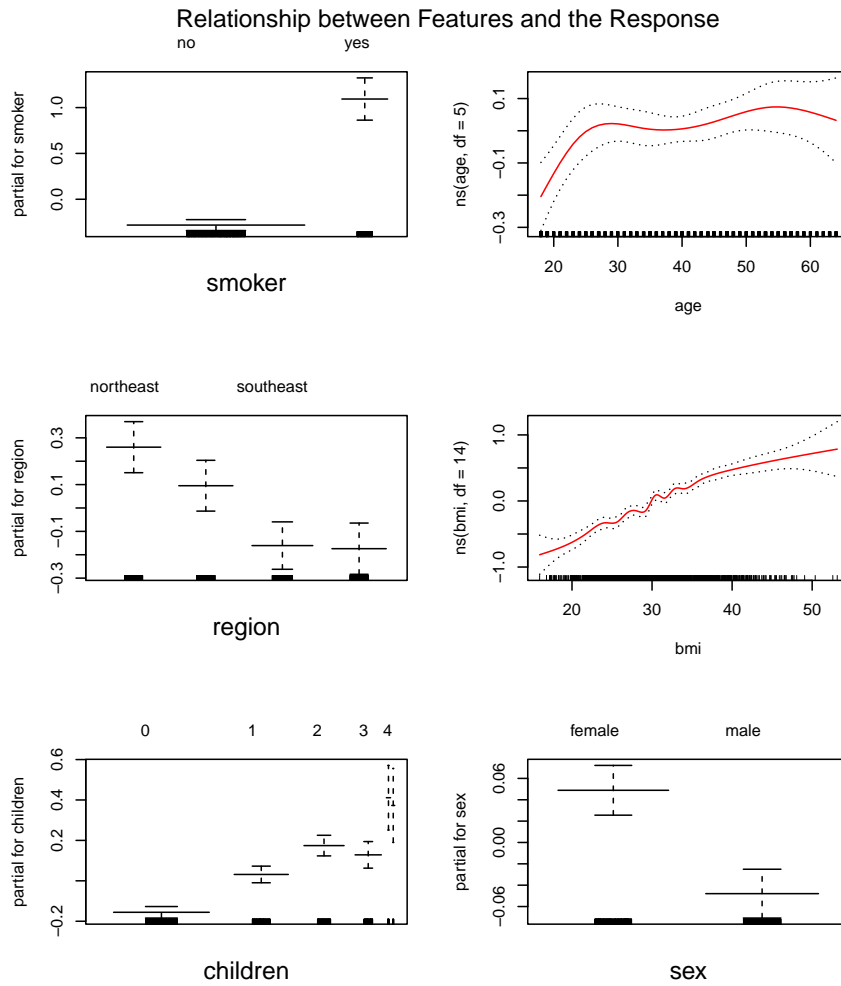 Relationship between Features and the Response
no yes
partial for smoker
0.0 0.5 1.0
smoker
ns(age, df = 5)
−0.3 −0.1 0.1
20 30 40 50 60
age
northeast southeast
partial for region
−0.3 −0.1 0.1 0.3
region
ns(bmi, df = 14)
−1.0 0.0 1.0
20 30 40 50
bmi
0 1 2 3 4
partial for children
−0.2 0.2 0.6
children
female male
partial for sex
−0.06 0.00 0.06
sex